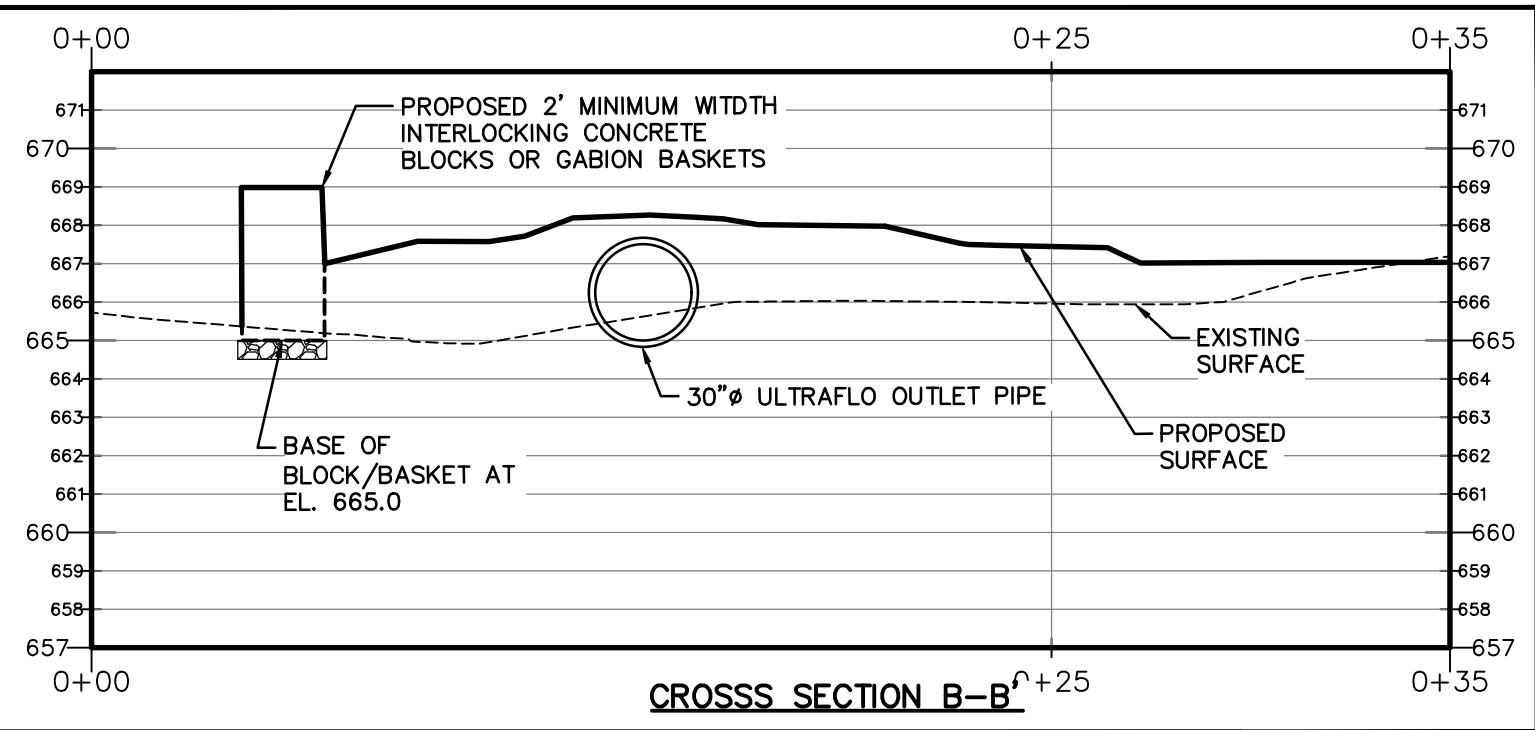 0+00 0+25 0+35
671 671
670 670
669 669
668 668
667 667
666 666
665 665
664 664
663 663
662 662
661 661
660 660
659 659
658 658
657 657
PROPOSED 2' MINIMUM WITDTH
INTERLOCKING CONCRETE
BLOCKS OR GABION BASKETS
EXISTING
SURFACE
30"ø ULTRAFLO OUTLET PIPE
PROPOSED
SURFACE
BASE OF
BLOCK/BASKET AT
EL. 665.0
0+00 0+25 0+35
CROSSS SECTION B-B'